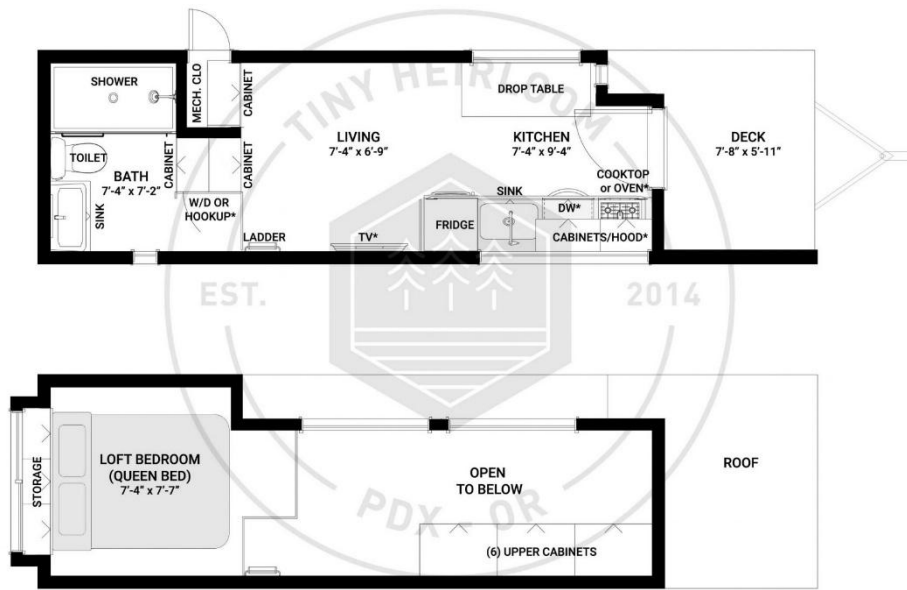 SHOWER
MECH. CLO
CABINET
DROP TABLE
TINY HEIRLOOM
LIVING
7'-4" x 6'-9"
KITCHEN
7'-4" x 9'-4"
DECK
7'-8" x 5'-11"
TOILET
BATH
7'-4" x 7'-2"
CABINET
CABINET
COOKTOP
or OVEN*
SINK
W/D OR
HOOKUP*
SINK
DW*
FRIDGE
LADDER
TV*
CABINETS/HOOD*
EST.
2014
STORAGE
LOFT BEDROOM
(QUEEN BED)
7'-4" x 7'-7"
OPEN
TO BELOW
ROOF
PDX - OR
(6) UPPER CABINETS